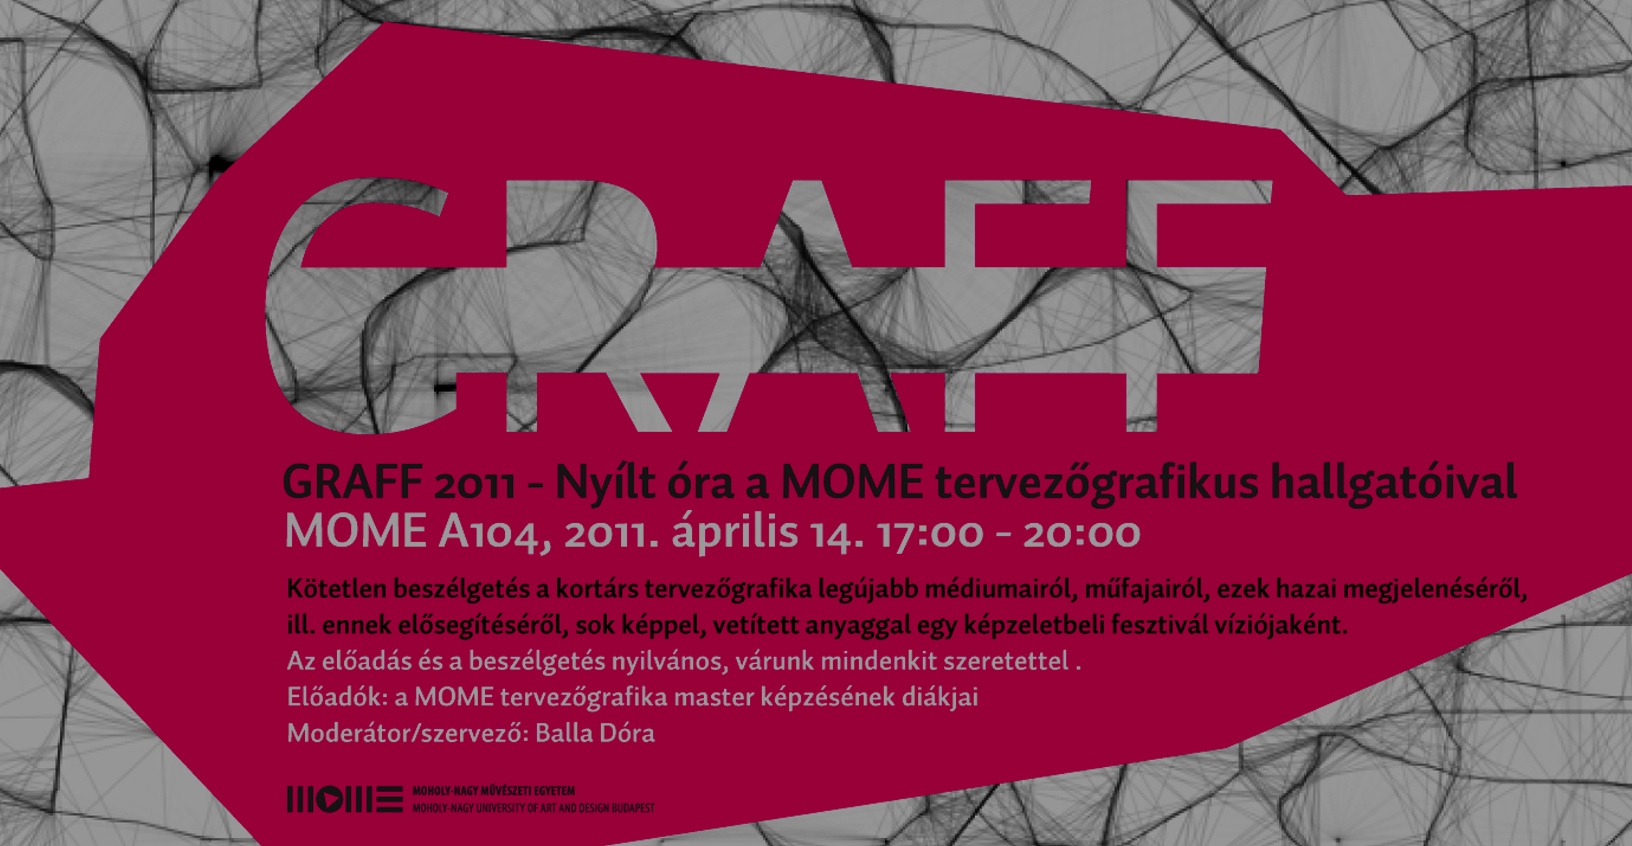 GRAFF
GRAFF 2011 - Nyílt óra a MOME tervezőgrafikus hallgatóival
MOME A104, 2011. április 14. 17:00 - 20:00
Kötetlen beszélgetés a kortárs tervezőgrafika legújabb médiumairól, műfajairól, ezek hazai megjelenéséről,
ill. ennek elősegítéséről, sok képpel, vetített anyaggal egy képzeletbeli fesztivál víziójaként.
Az előadás és a beszélgetés nyilvános, várunk mindenkit szeretettel .
Előadók: a MOME tervezőgrafika master képzésének diákjai
Moderátor/szervező: Balla Dóra
MOME MOHOLY-NAGY MŰVÉSZETI EGYETEM
MOHOLY-NAGY UNIVERSITY OF ART AND DESIGN BUDAPEST